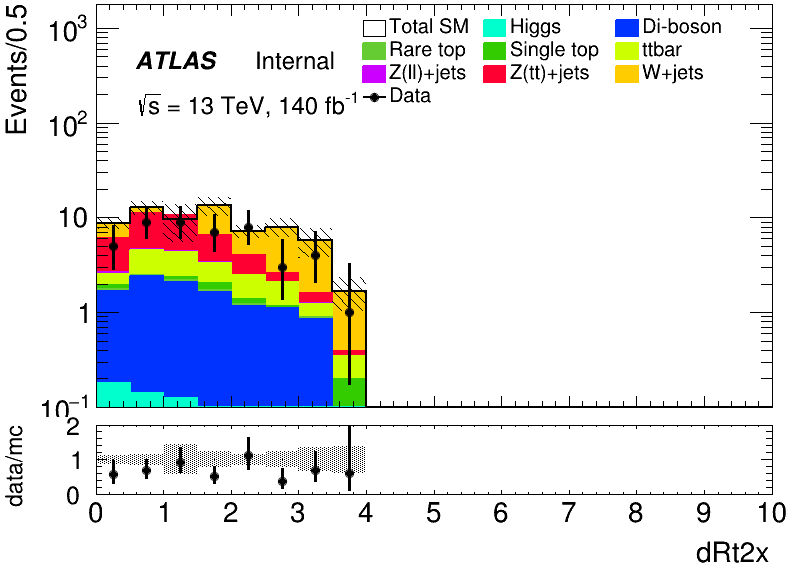 Events/0.5
10³
10²
10
1
10⁻¹
ATLAS Internal
√s = 13 TeV, 140 fb⁻¹
Total SM Higgs Di-boson
Rare top Single top ttbar
Z(ll)+jets Z(tt)+jets W+jets
Data
data/mc
2
1
0
0 1 2 3 4 5 6 7 8 9 10
dRt2x